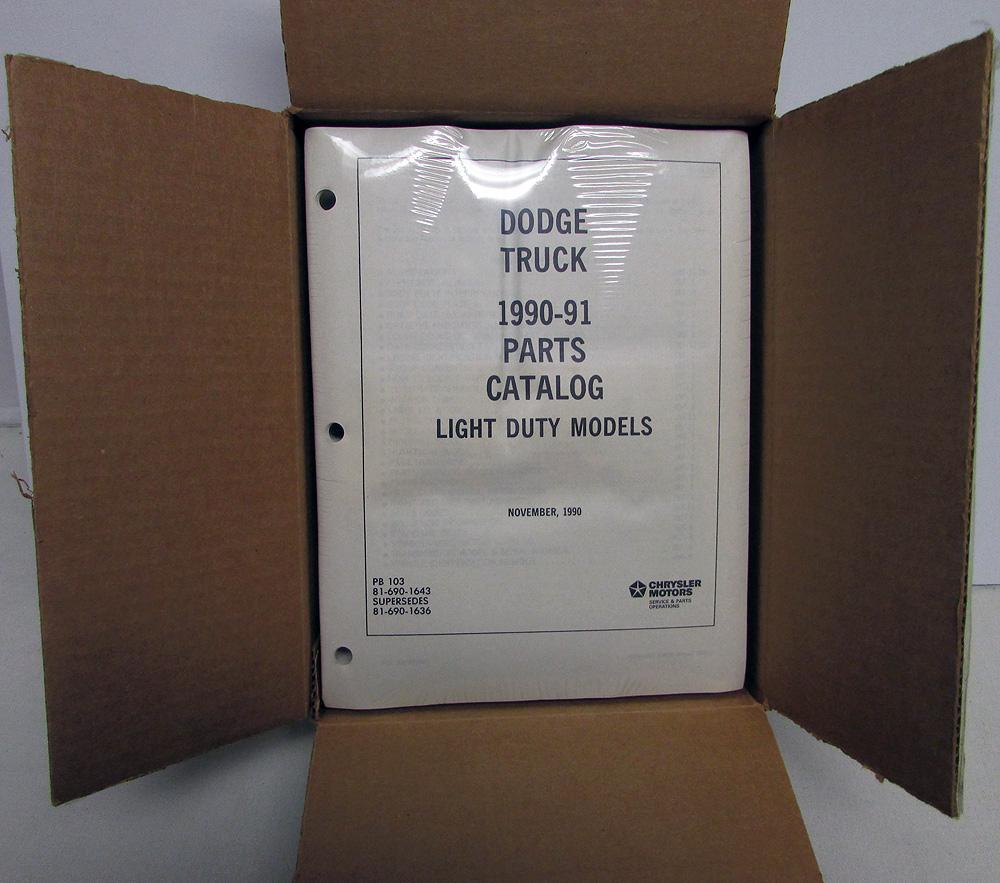 DODGE
TRUCK
1990-91
PARTS
CATALOG
LIGHT DUTY MODELS
NOVEMBER, 1990
PB 103
81-690-1643
SUPERSEDES
81-690-1636
CHRYSLER
MOTORS
SERVICE & PARTS
OPERATIONS